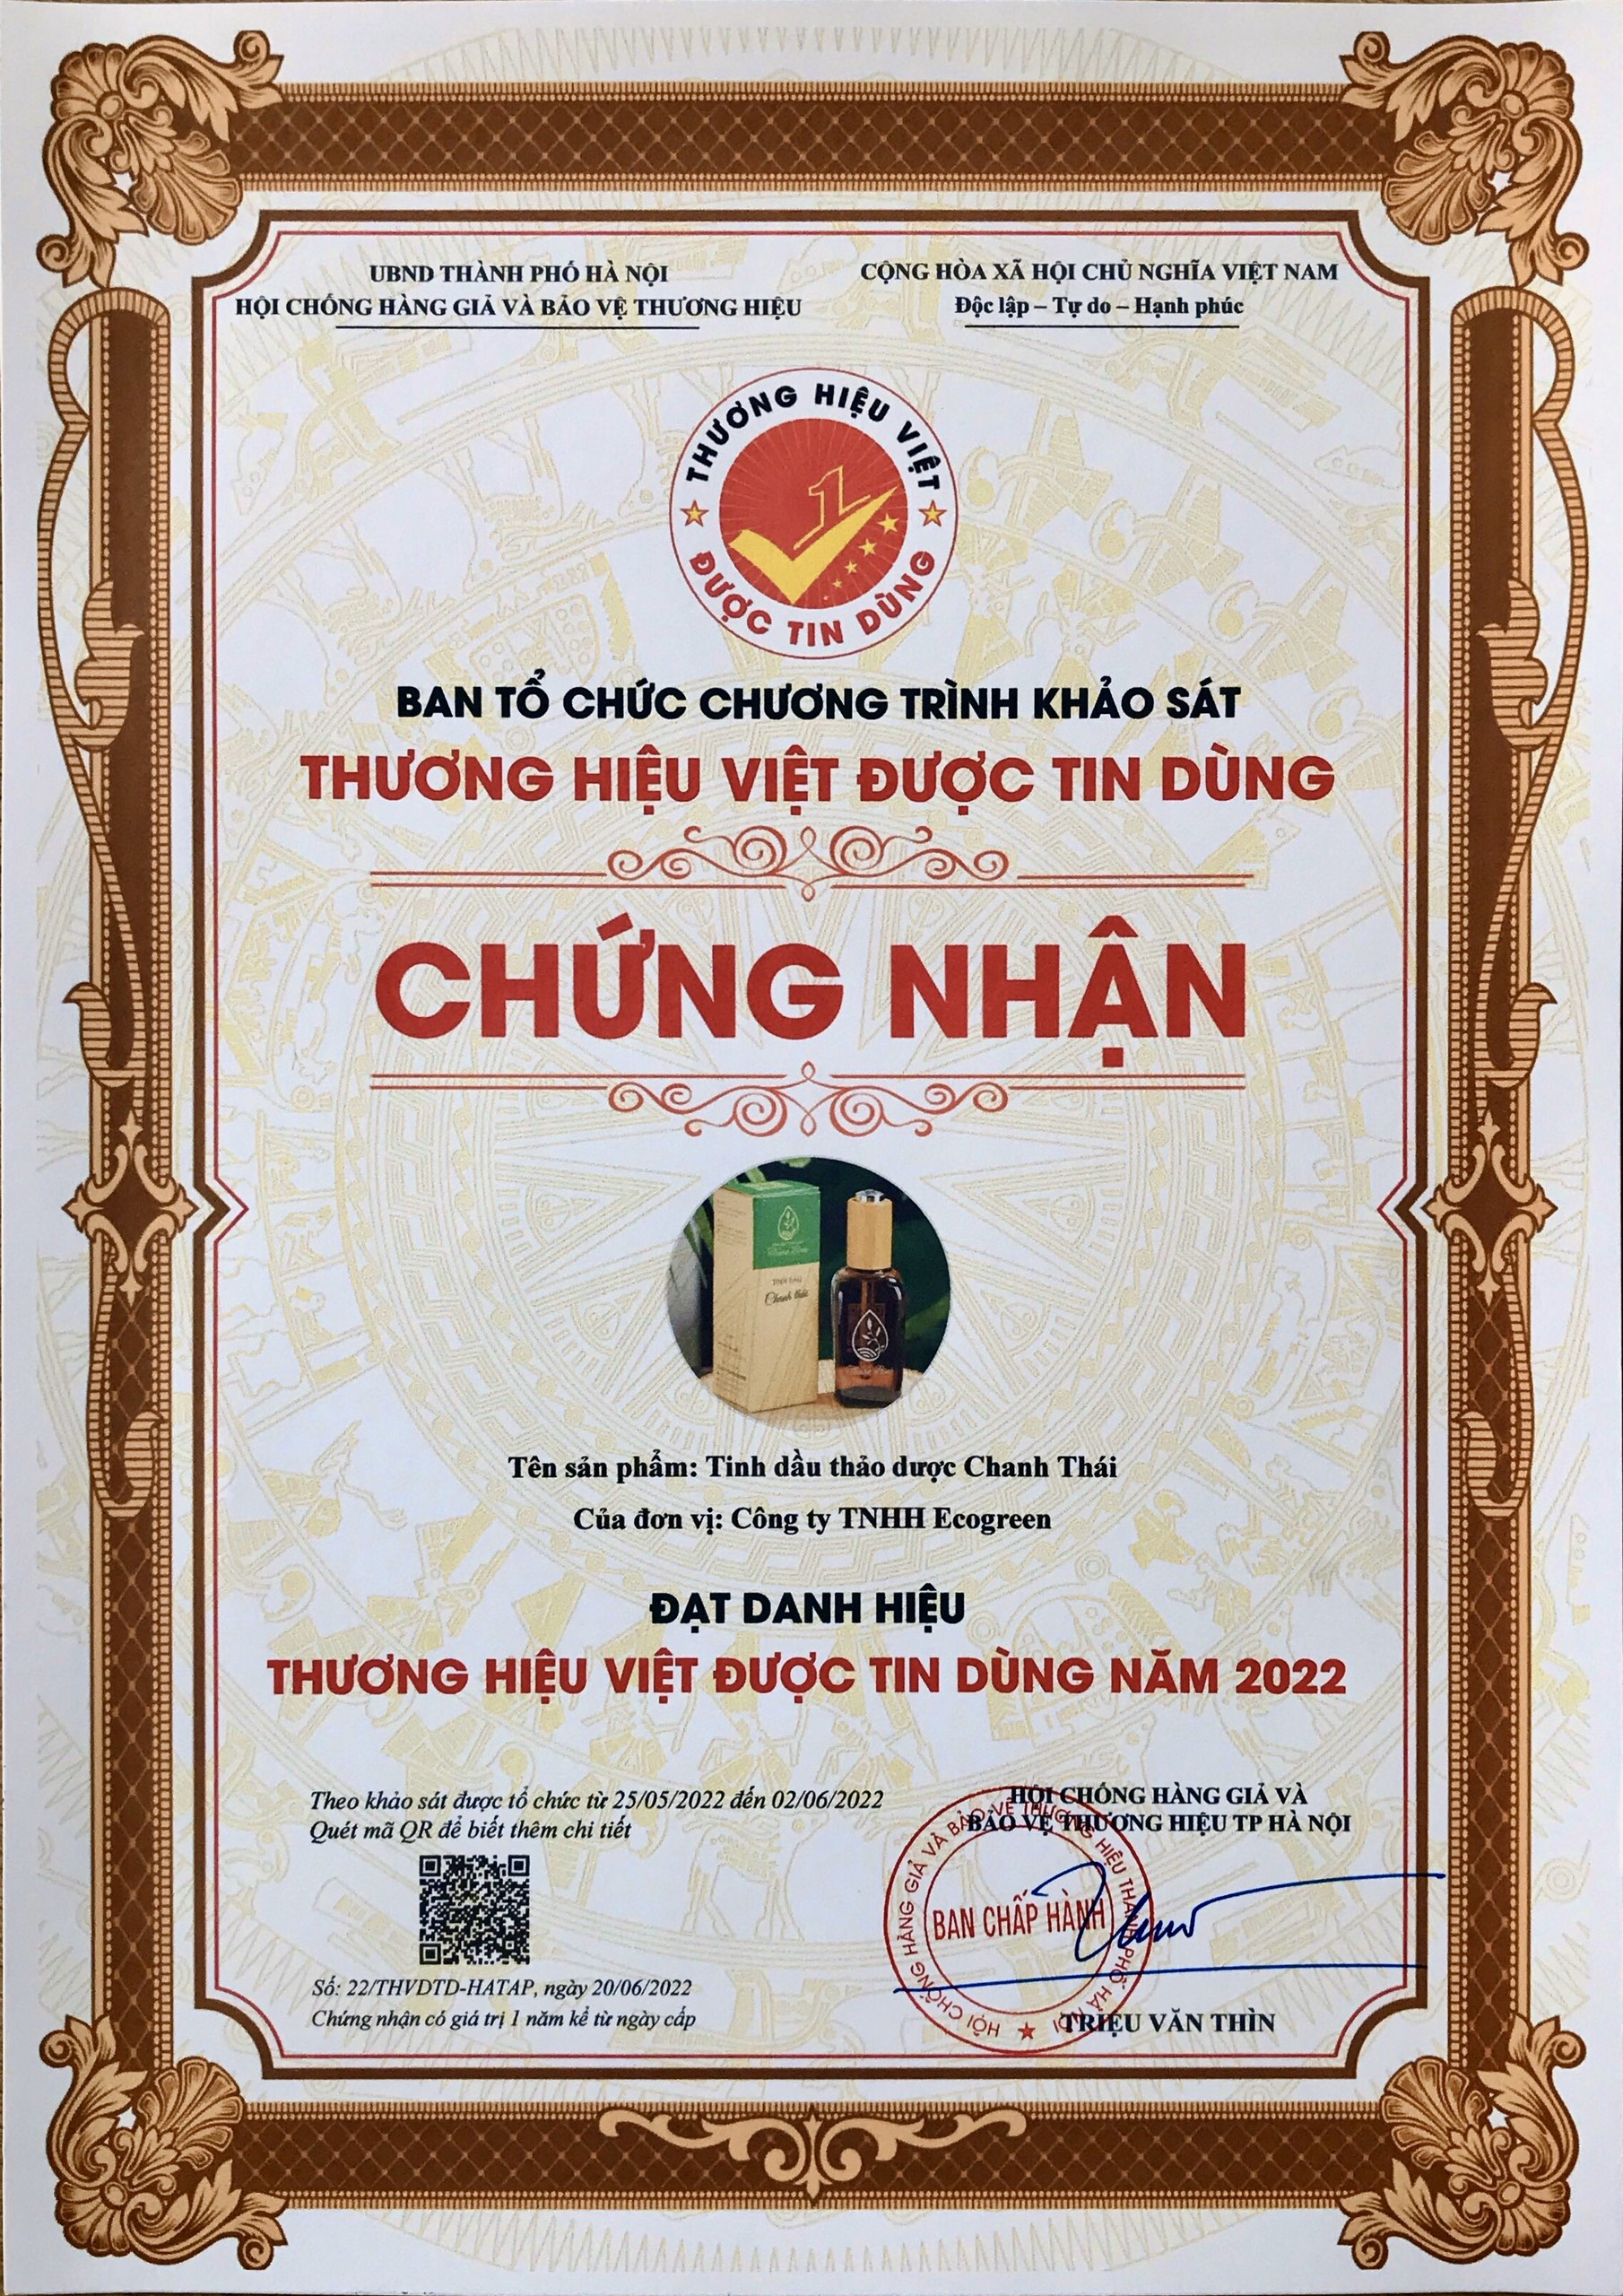 UBND THÀNH PHỐ HÀ NỘI
HỘI CHỐNG HÀNG GIẢ VÀ BẢO VỆ THƯƠNG HIỆU
CỘNG HÒA XÃ HỘI CHỦ NGHĨA VIỆT NAM
Độc lập – Tự do – Hạnh phúc
THƯƠNG HIỆU VIỆT
1
ĐƯỢC TIN DÙNG
BAN TỔ CHỨC CHƯƠNG TRÌNH KHẢO SÁT
THƯƠNG HIỆU VIỆT ĐƯỢC TIN DÙNG
CHỨNG NHẬN
TINH DẦU
Chanh thái
Tên sản phẩm: Tinh dầu thảo dược Chanh Thái
Của đơn vị: Công ty TNHH Ecogreen
ĐẠT DANH HIỆU
THƯƠNG HIỆU VIỆT ĐƯỢC TIN DÙNG NĂM 2022
Theo khảo sát được tổ chức từ 25/05/2022 đến 02/06/2022
Quét mã QR để biết thêm chi tiết
Số: 22/THVDTD-HATAP, ngày 20/06/2022
Chứng nhận có giá trị 1 năm kể từ ngày cấp
HỘI CHỐNG HÀNG GIẢ VÀ
BẢO VỆ THƯƠNG HIỆU TP HÀ NỘI
HỘI CHỐNG HÀNG GIẢ VÀ BẢO VỆ THƯƠNG HIỆU THÀNH PHỐ HÀ NỘI
BAN CHẤP HÀNH
TRIỆU VĂN THÌN